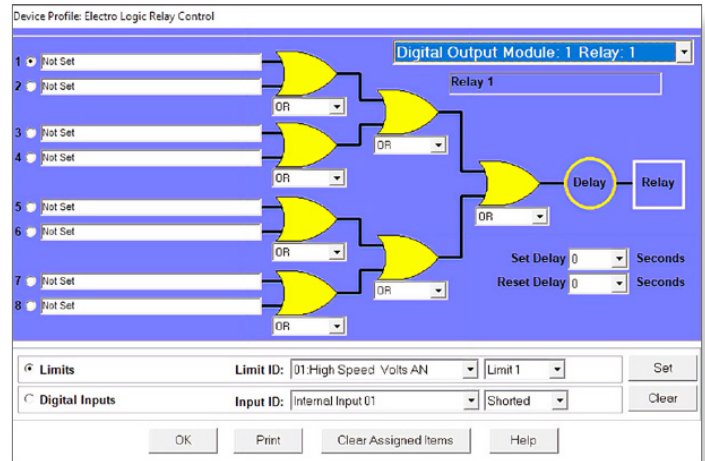 Device Profile: Electro Logic Relay Control
Digital Output Module: 1 Relay: 1
Relay 1
1 Not Set
2 Not Set
OR
3 Not Set
4 Not Set
OR
OR
5 Not Set
6 Not Set
OR
7 Not Set
8 Not Set
OR
OR
OR
Delay
Relay
Set Delay 0 Seconds
Reset Delay 0 Seconds
Limits Limit ID: 01:High Speed Volts AN Limit 1 Set
Digital Inputs Input ID: Internal Input 01 Shorted Clear
OK Print Clear Assigned Items Help